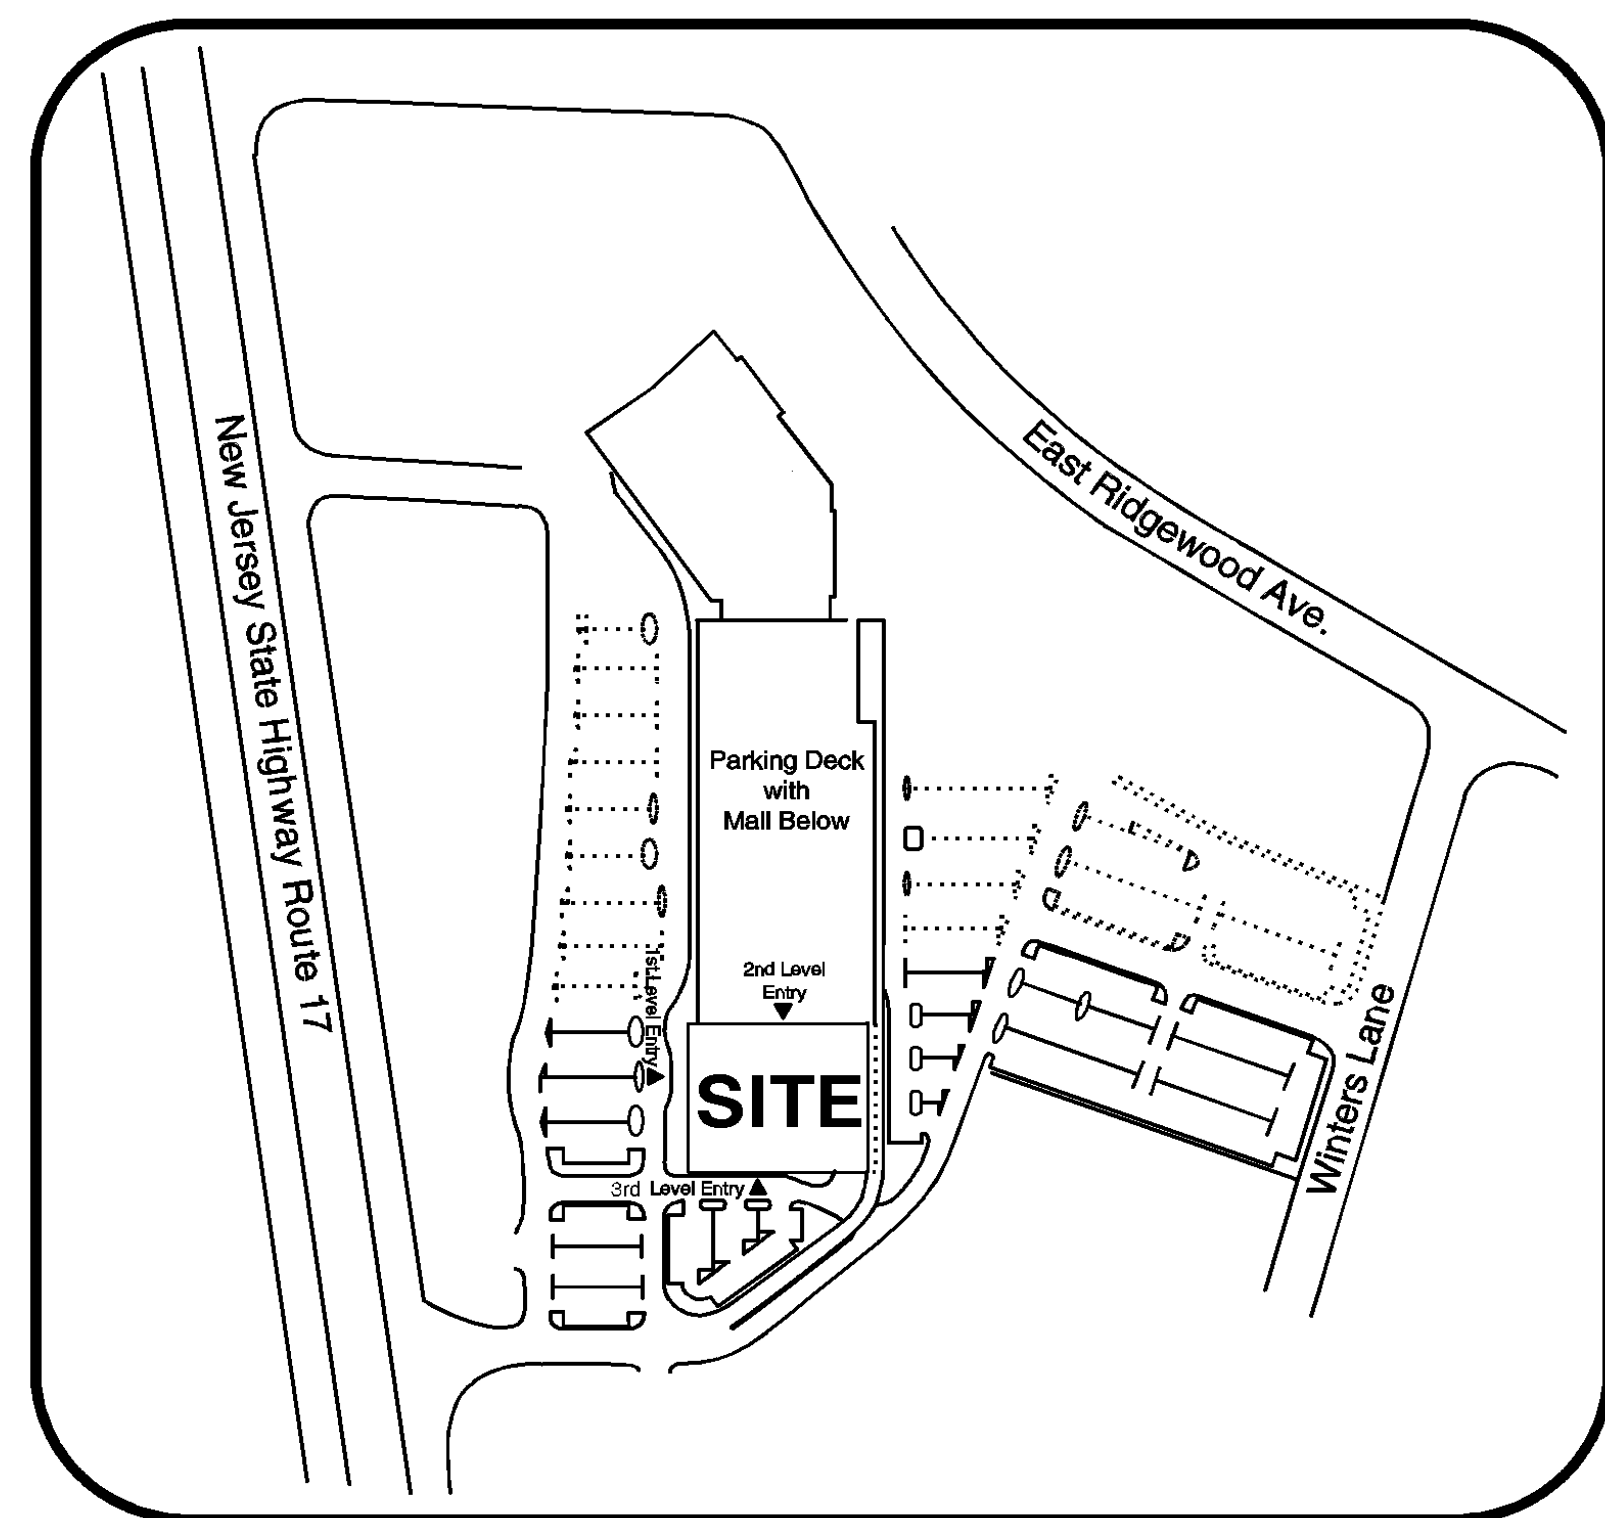 New Jersey State Highway Route 17
East Ridgewood Ave.
Parking Deck
with
Mall Below
2nd Level
Entry
1st Level Entry
SITE
3rd Level Entry
Winters Lane